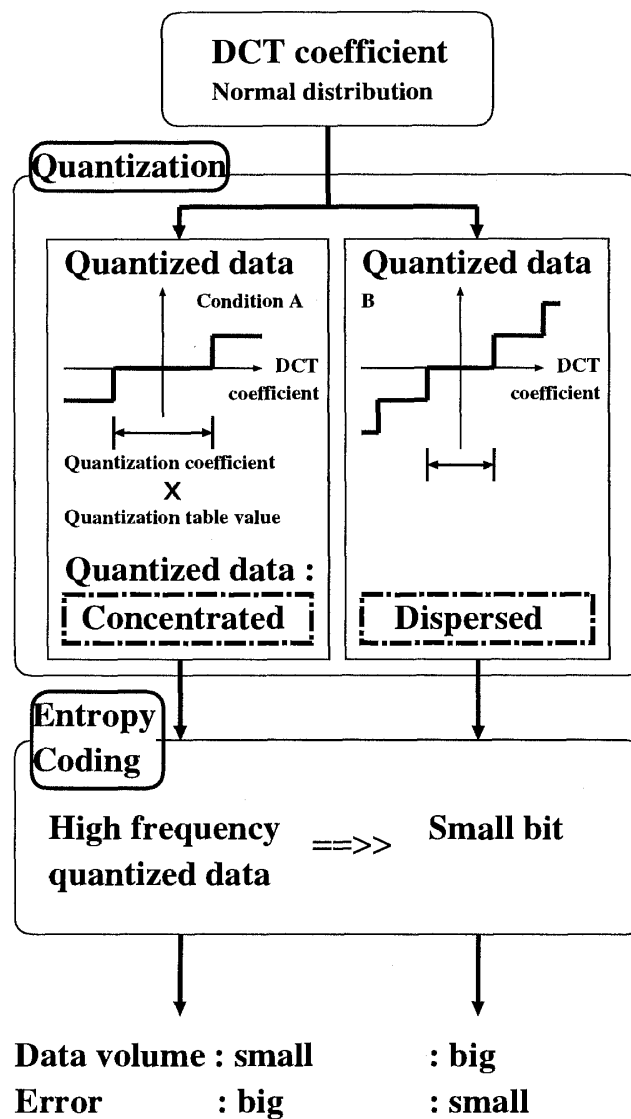 DCT coefficient
Normal distribution
Quantization
Quantized data
Condition A
DCT
coefficient
Quantization coefficient
X
Quantization table value
Quantized data :
Concentrated
Quantized data
B
DCT
coefficient
Dispersed
Entropy
Coding
High frequency
quantized data
==>>
Small bit
Data volume : small : big
Error : big : small